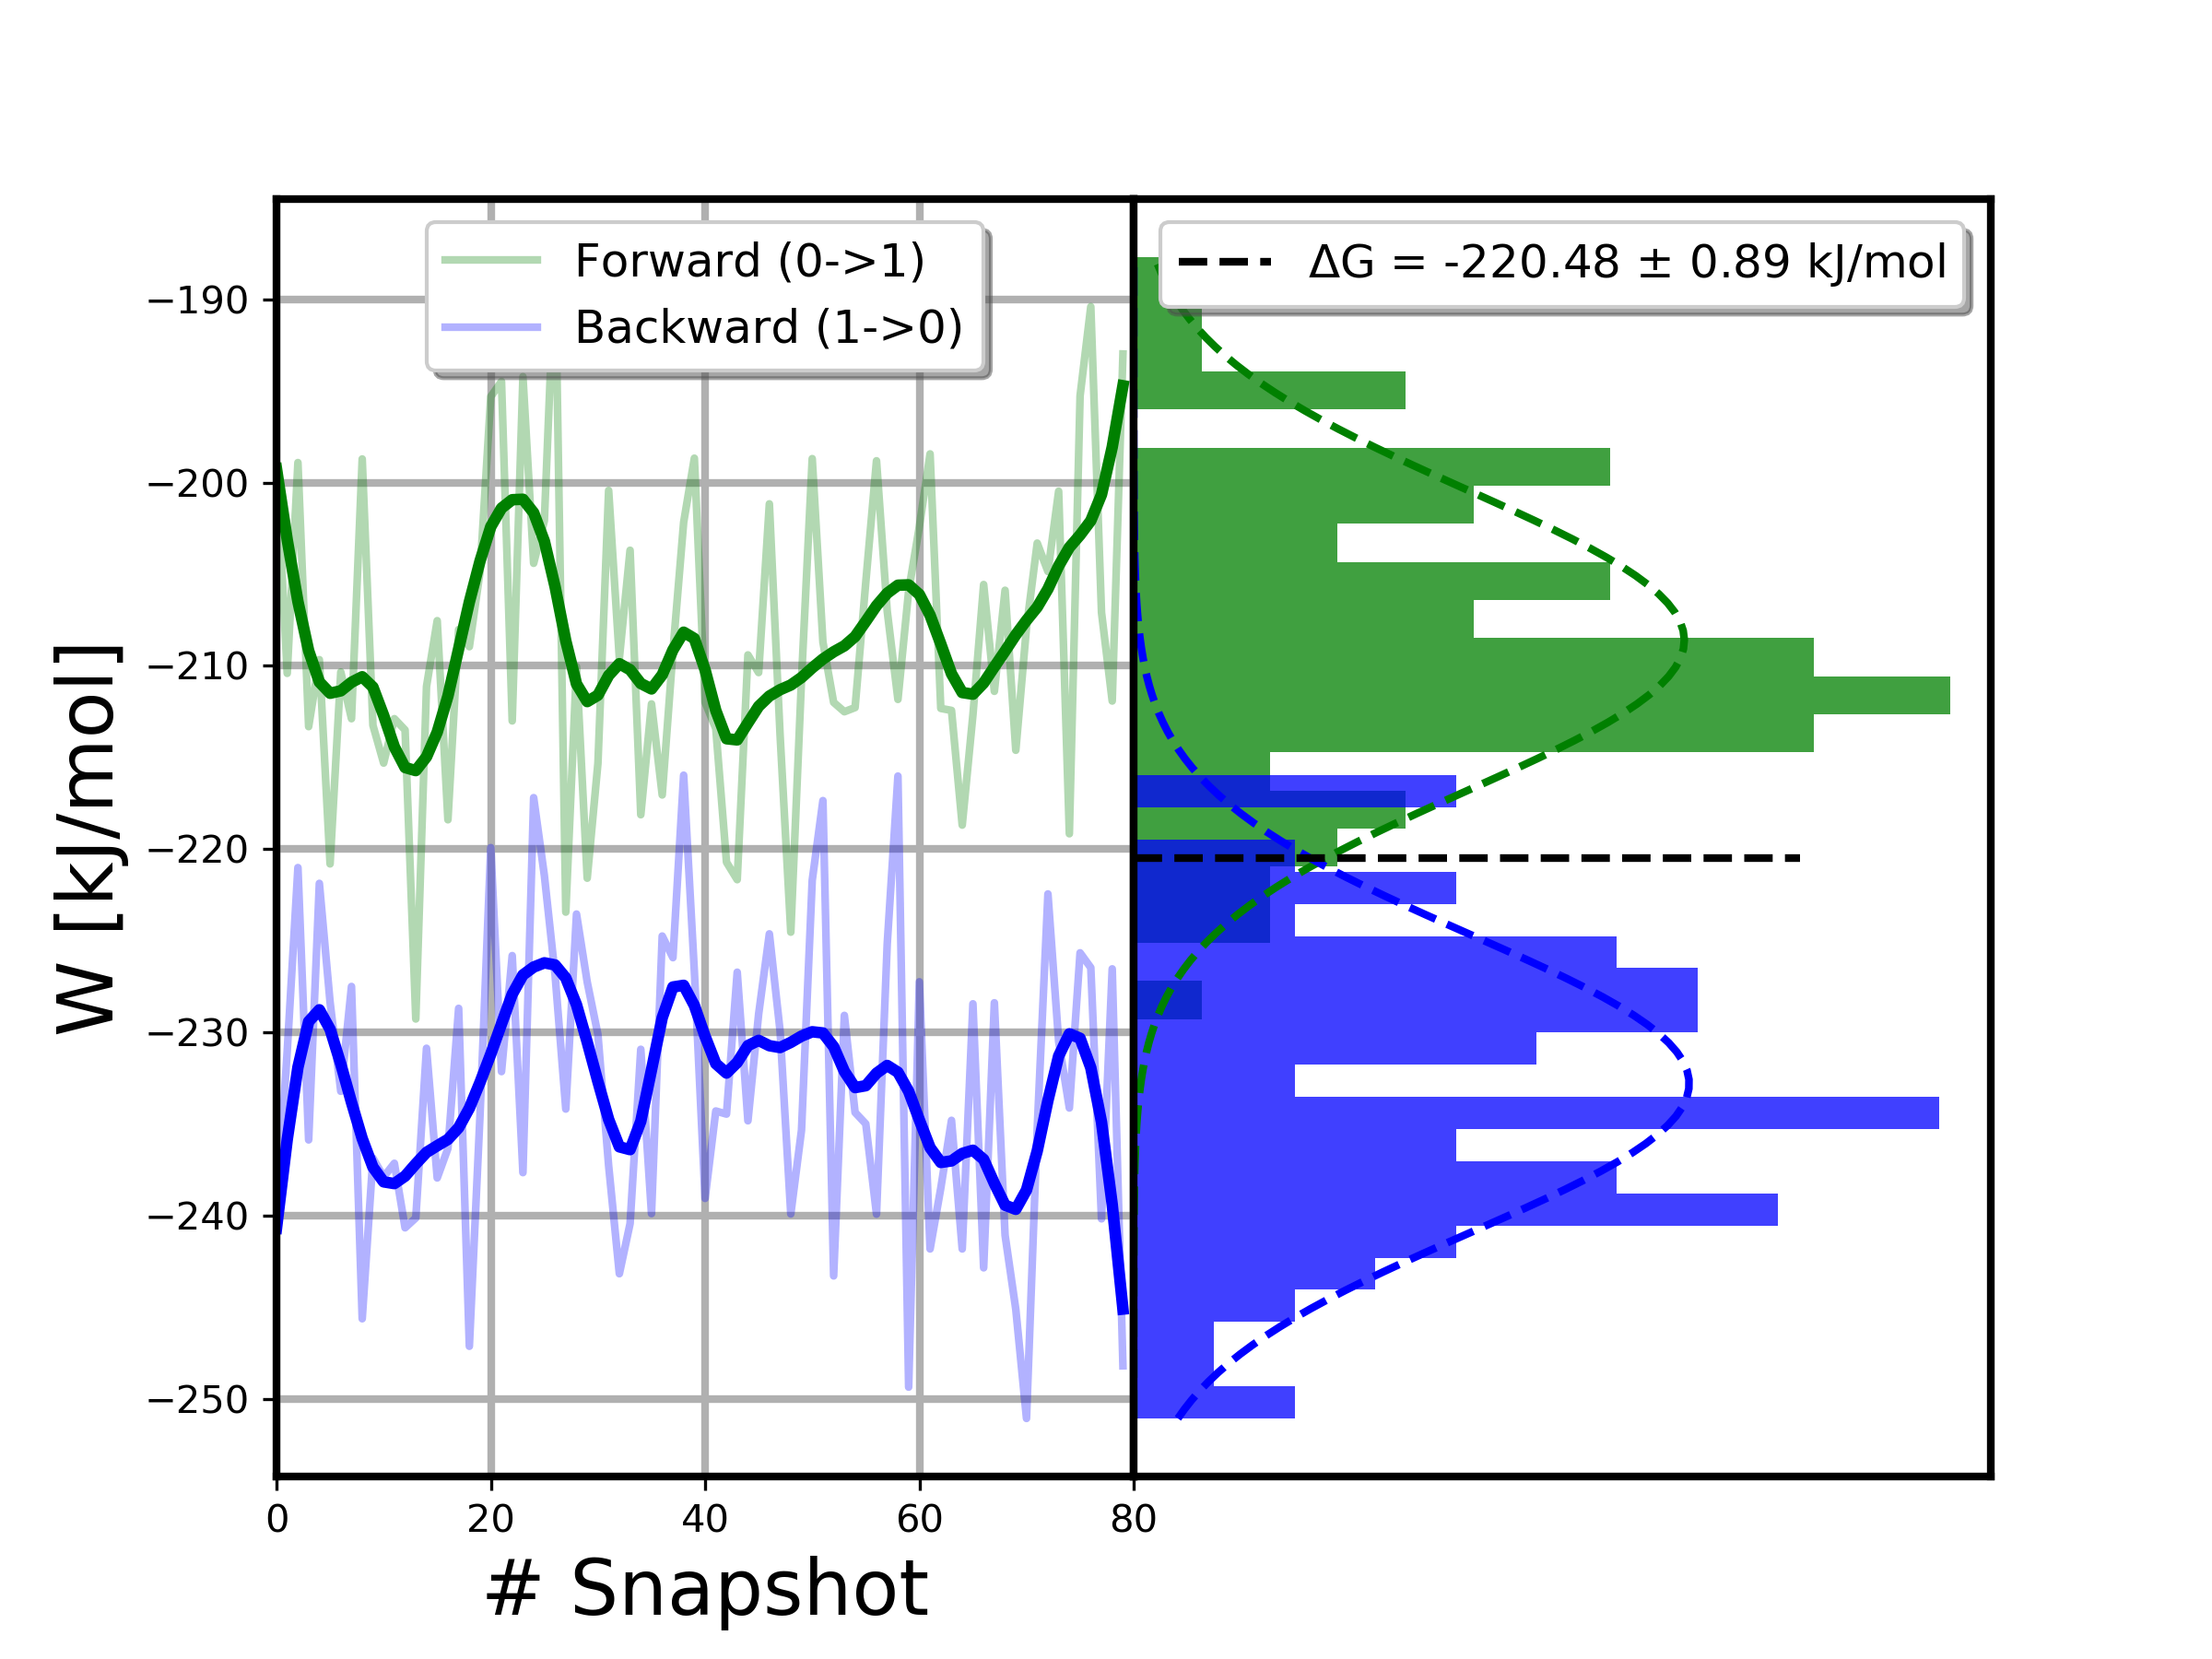 Forward (0->1)
Backward (1->0)
ΔG = -220.48 ± 0.89 kJ/mol
W [kJ/mol]
−190
−200
−210
−220
−230
−240
−250
0 20 40 60 80
# Snapshot